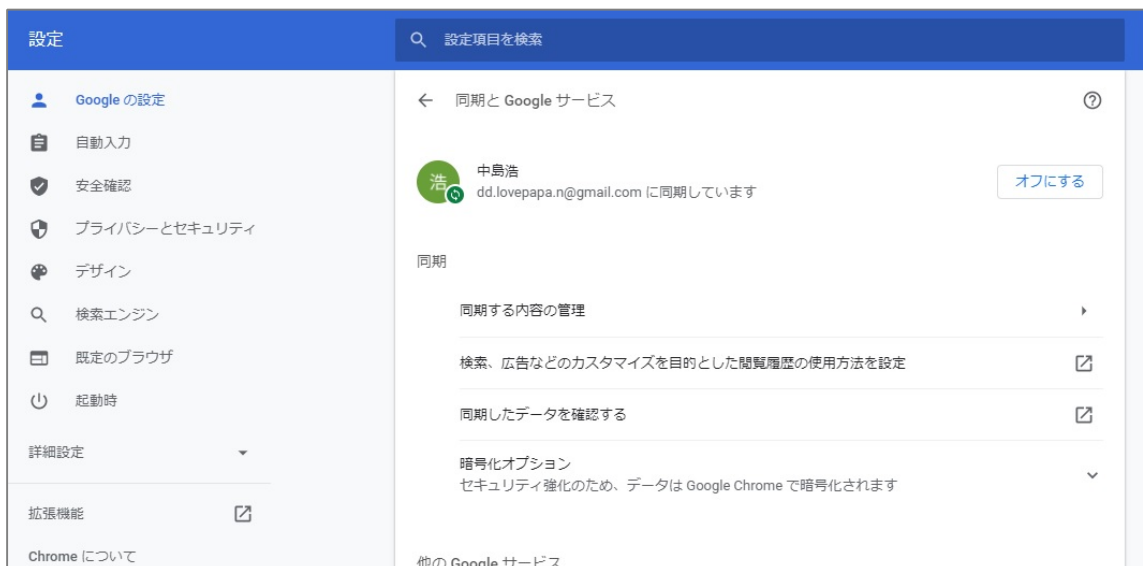 設定
設定項目を検索
Google の設定
自動入力
安全確認
プライバシーとセキュリティ
デザイン
検索エンジン
既定のブラウザ
起動時
詳細設定
拡張機能
Chrome について
同期と Google サービス
浩
中島浩
dd.lovepapa.n@gmail.com に同期しています
オフにする
同期
同期する内容の管理
検索、広告などのカスタマイズを目的とした閲覧履歴の使用方法を設定
同期したデータを確認する
暗号化オプション
セキュリティ強化のため、データは Google Chrome で暗号化されます
他の Google サービス